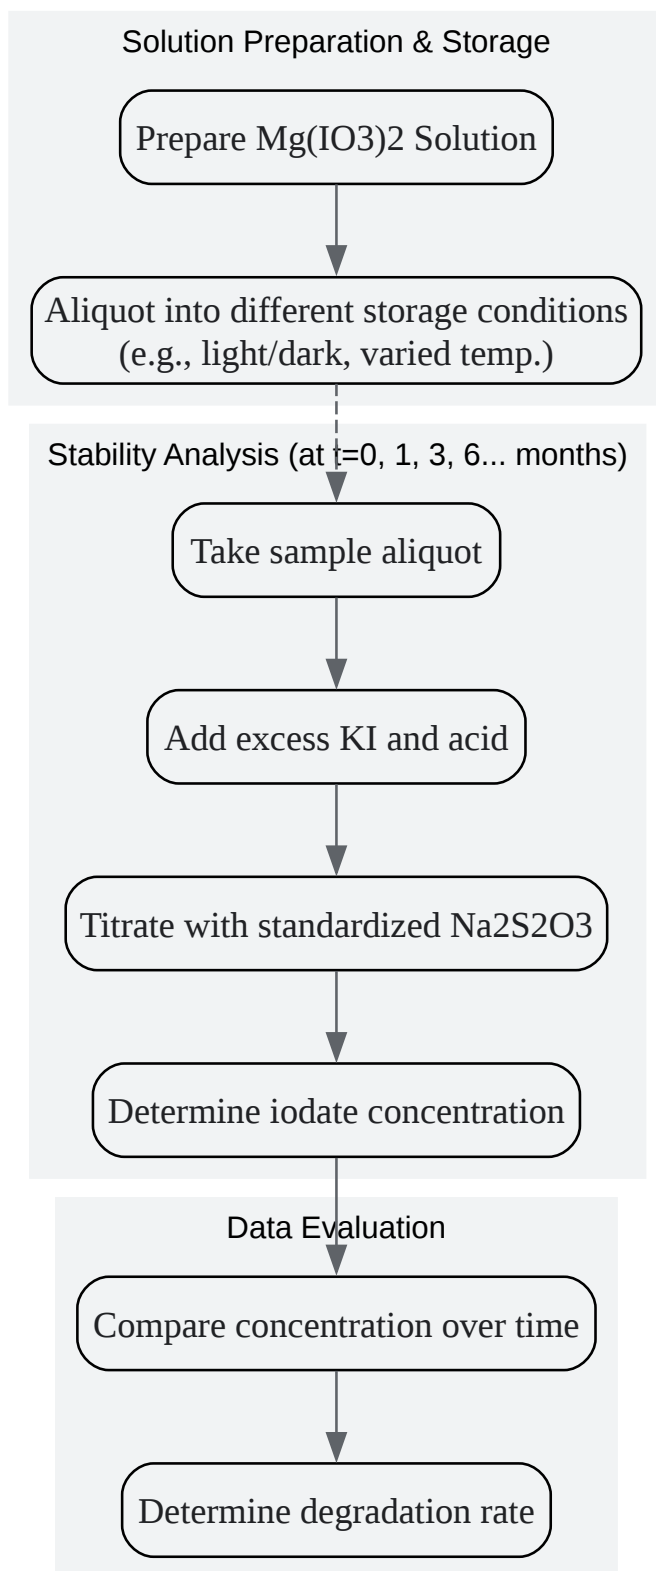 Solution Preparation & Storage
Prepare Mg(IO3)2 Solution
Aliquot into different storage conditions
(e.g., light/dark, varied temp.)
Stability Analysis (at t=0, 1, 3, 6... months)
Take sample aliquot
Add excess KI and acid
Titrate with standardized Na2S2O3
Determine iodate concentration
Data Evaluation
Compare concentration over time
Determine degradation rate